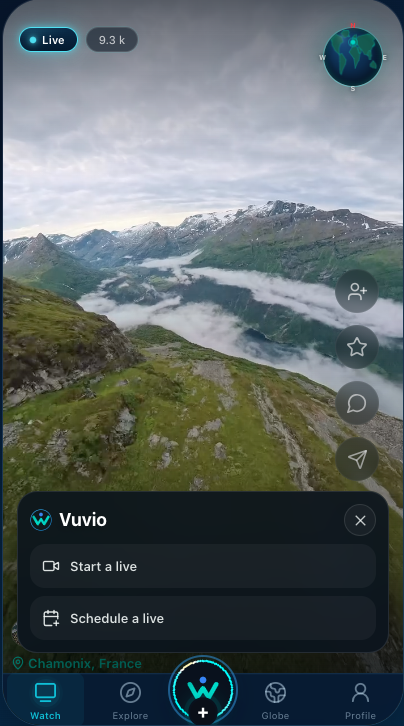 Live
9.3 k
N
W
E
S
Vuvio
Start a live
Schedule a live
Chamonix, France
Watch
Explore
Globe
Profile